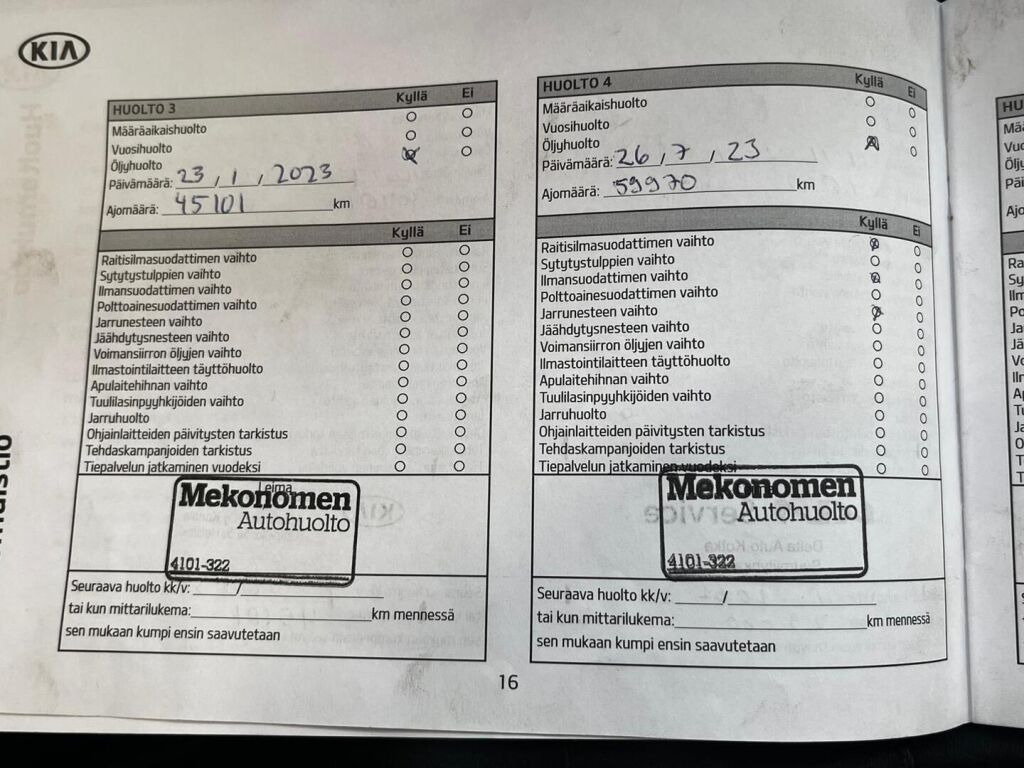 KIA
HUOLTO 3 Kyllä Ei
Määräaikaishuolto
Vuosihuolto
Öljyhuolto
Päivämäärä: 23 / 1 / 2023
Ajomäärä: 45101 km
Kyllä Ei
Raitisilmasuodattimen vaihto
Sytytystulppien vaihto
Ilmansuodattimen vaihto
Polttoainesuodattimen vaihto
Jarrunesteen vaihto
Jäähdytysnesteen vaihto
Voimansiirron öljyjen vaihto
Ilmastointilaitteen täyttöhuolto
Apulaitehihnan vaihto
Tuulilasinpyyhkijöiden vaihto
Jarruhuolto
Ohjainlaitteiden päivitysten tarkistus
Tehdaskampanjoiden tarkistus
Tiepalvelun jatkaminen vuodeksi
Leima
Mekonomen
Autohuolto
4101-322
Seuraava huolto kk/v: /
tai kun mittarilukema: km mennessä
sen mukaan kumpi ensin saavutetaan
HUOLTO 4 Kyllä Ei
Määräaikaishuolto
Vuosihuolto
Öljyhuolto
Päivämäärä: 26 / 7 / 23
Ajomäärä: 59970 km
Kyllä Ei
Raitisilmasuodattimen vaihto
Sytytystulppien vaihto
Ilmansuodattimen vaihto
Polttoainesuodattimen vaihto
Jarrunesteen vaihto
Jäähdytysnesteen vaihto
Voimansiirron öljyjen vaihto
Ilmastointilaitteen täyttöhuolto
Apulaitehihnan vaihto
Tuulilasinpyyhkijöiden vaihto
Jarruhuolto
Ohjainlaitteiden päivitysten tarkistus
Tehdaskampanjoiden tarkistus
Tiepalvelun jatkaminen vuodeksi
Mekonomen
Autohuolto
4101-322
Seuraava huolto kk/v: /
tai kun mittarilukema: km mennessä
sen mukaan kumpi ensin saavutetaan
16